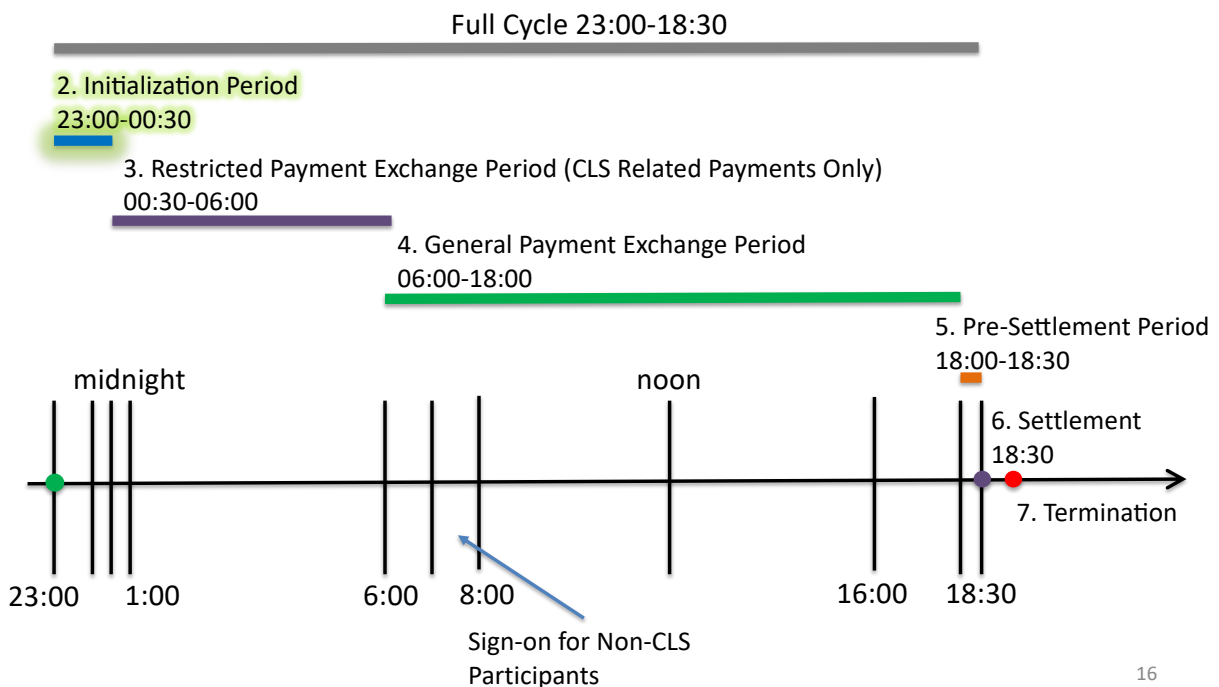 Full Cycle 23:00-18:30
2. Initialization Period
23:00-00:30
3. Restricted Payment Exchange Period (CLS Related Payments Only)
00:30-06:00
4. General Payment Exchange Period
06:00-18:00
5. Pre-Settlement Period
18:00-18:30
midnight
noon
6. Settlement
18:30
7. Termination
23:00
1:00
6:00
8:00
16:00
18:30
Sign-on for Non-CLS
Participants
16